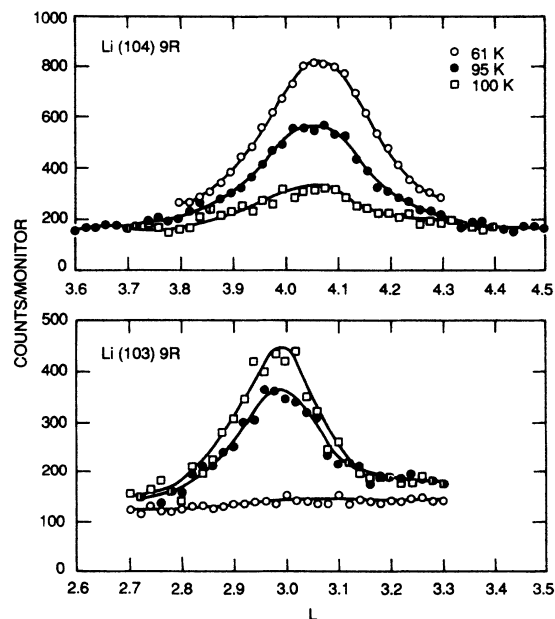 1000
800
600
400
200
0
Li (104) 9R
61 K
95 K
100 K
3.6 3.7 3.8 3.9 4.0 4.1 4.2 4.3 4.4 4.5
COUNTS/MONITOR
500
400
300
200
100
0
Li (103) 9R
2.6 2.7 2.8 2.9 3.0 3.1 3.2 3.3 3.4 3.5
L